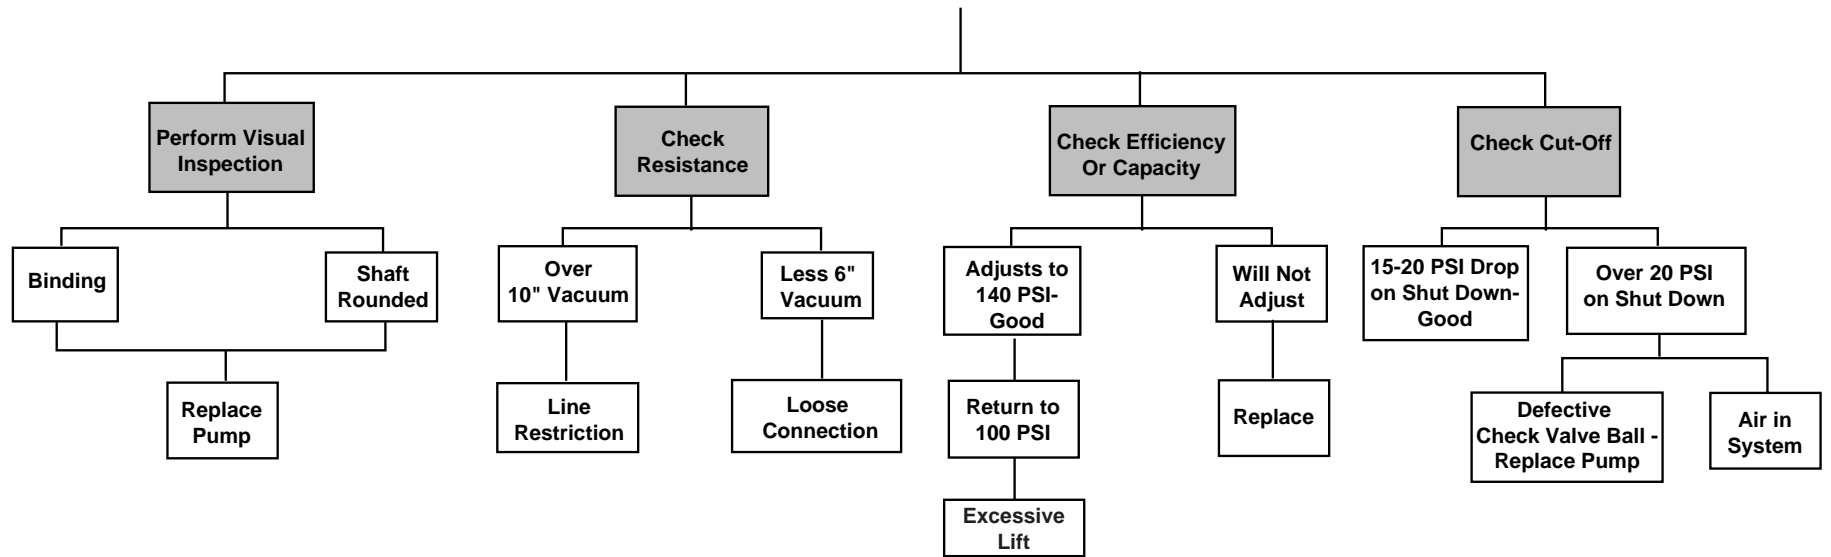 Perform Visual
Inspection
Check
Resistance
Check Efficiency
Or Capacity
Check Cut-Off
Binding
Shaft
Rounded
Over
10" Vacuum
Less 6"
Vacuum
Adjusts to
140 PSI-
Good
Will Not
Adjust
15-20 PSI Drop
on Shut Down-
Good
Over 20 PSI
on Shut Down
Replace
Pump
Line
Restriction
Loose
Connection
Return to
100 PSI
Replace
Defective
Check Valve Ball -
Replace Pump
Air in
System
Excessive
Lift